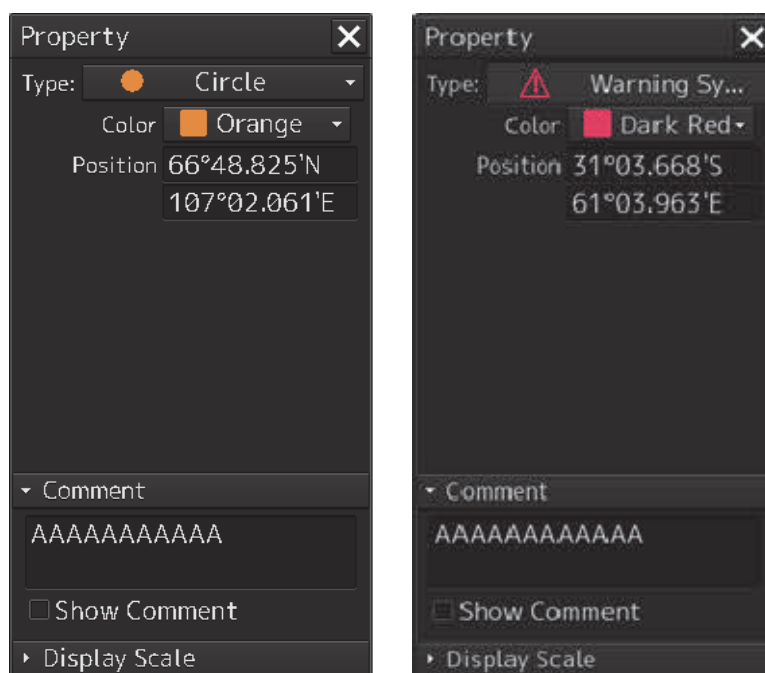 Property
Type: Circle
Color Orange
Position 66°48.825'N
107°02.061'E
Comment
AAAAAAAAAAA
Show Comment
Display Scale
Property
Type: Warning Sy...
Color Dark Red
Position 31°03.668'S
61°03.963'E
Comment
AAAAAAAAAAAA
Show Comment
Display Scale